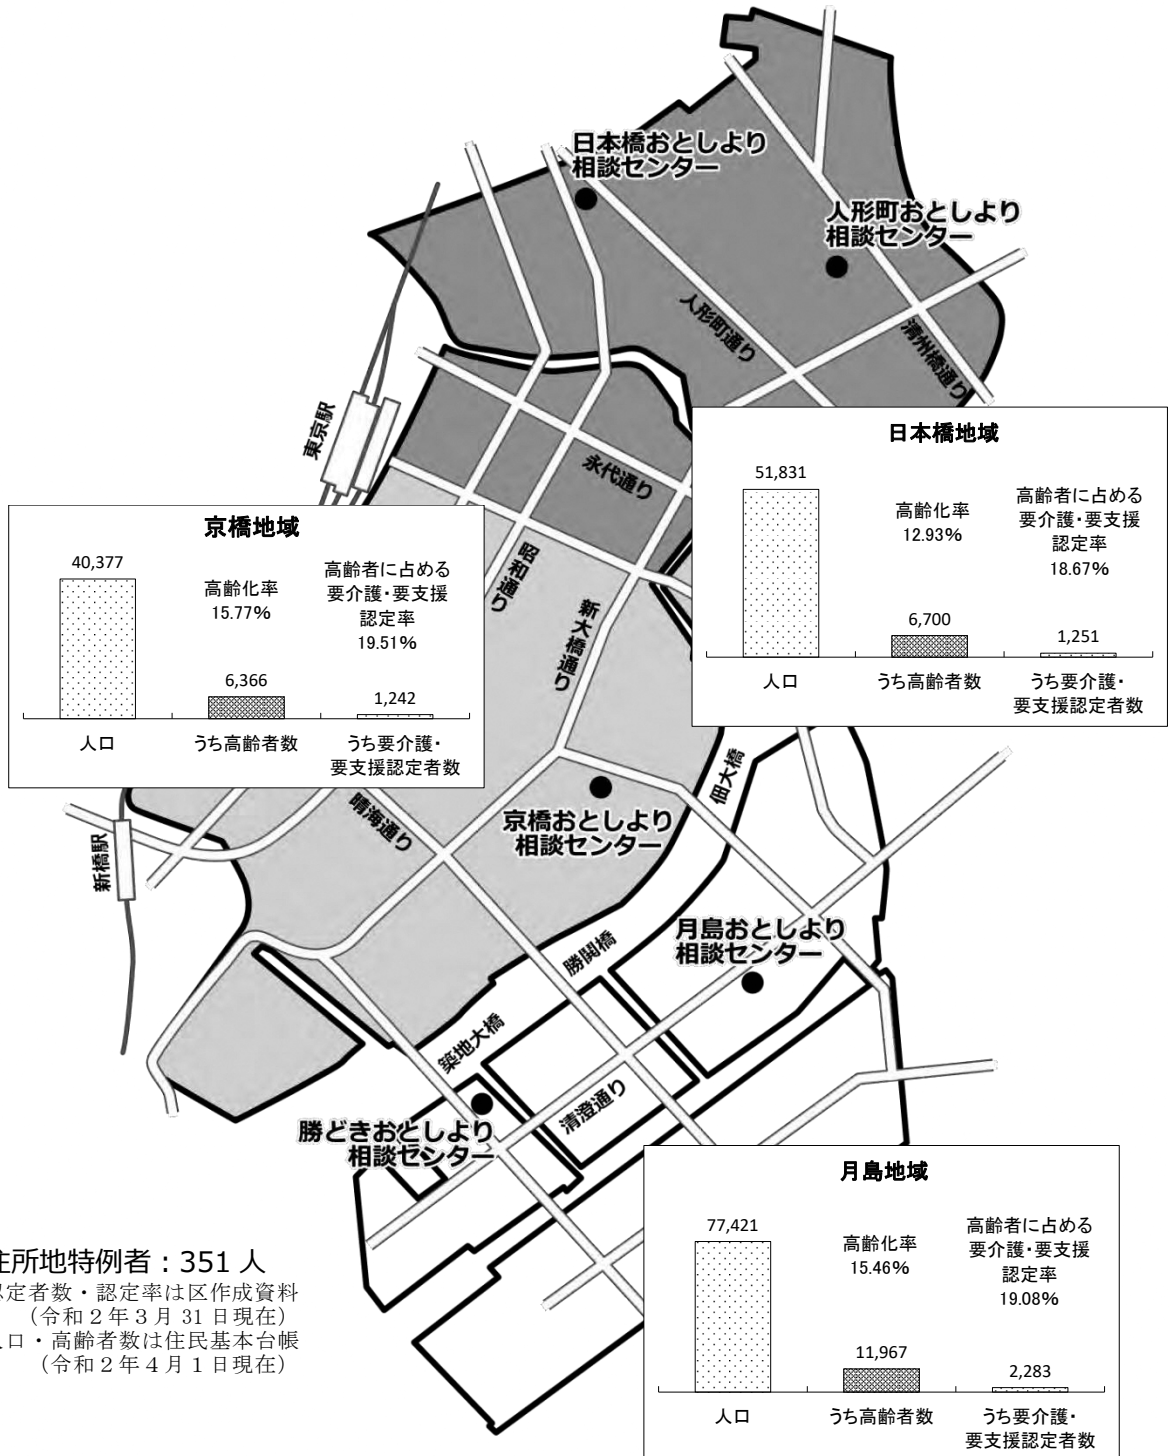 日本橋おとしより
相談センター
人形町おとしより
相談センター
人形町通り
清州橋通り
東京駅
永代通り
日本橋地域
51,831
高齢化率
12.93%
高齢者に占める
要介護・要支援
認定率
18.67%
6,700
1,251
人口
うち高齢者数
うち要介護・
要支援認定者数
京橋地域
40,377
高齢化率
15.77%
高齢者に占める
要介護・要支援
認定率
19.51%
6,366
1,242
人口
うち高齢者数
うち要介護・
要支援認定者数
昭和通り
新大橋通り
佃大橋
晴海通り
京橋おとしより
相談センター
新橋駅
月島おとしより
相談センター
勝鬨橋
築地大橋
清澄通り
勝どきおとしより
相談センター
月島地域
77,421
高齢化率
15.46%
高齢者に占める
要介護・要支援
認定率
19.08%
11,967
2,283
人口
うち高齢者数
うち要介護・
要支援認定者数
住所地特例者：351 人
定者数・認定率は区作成資料
（令和２年３月 31 日現在）
口・高齢者数は住民基本台帳
（令和２年４月１日現在）